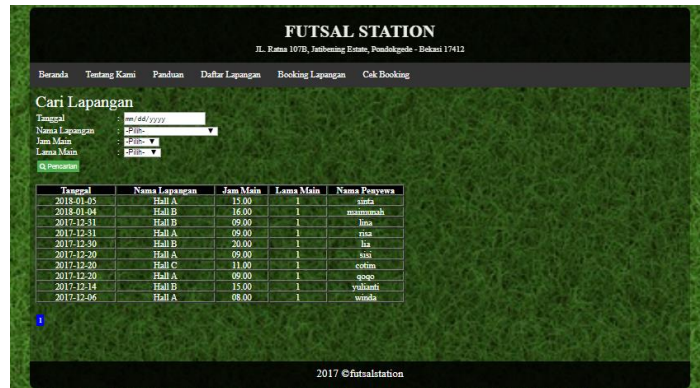 FUTSAL STATION
JL. Ratna 107B, Jatibening Estate, Pondokgede - Bekasi 17412
Beranda Tentang Kami Panduan Daftar Lapangan Booking Lapangan Cek Booking
Cari Lapangan
Tanggal : mm/dd/yyyy
Nama Lapangan : -Pilih-
Jam Main : -Pilih-
Lama Main : -Pilih-
Pencarian
Tanggal Nama Lapangan Jam Main Lama Main Nama Penyewa
2018-01-05 Hall A 15.00 1 sinta
2018-01-04 Hall B 16.00 1 maimunah
2017-12-31 Hall B 09.00 1 lina
2017-12-31 Hall A 09.00 1 risa
2017-12-30 Hall B 20.00 1 lia
2017-12-20 Hall A 09.00 1 sisi
2017-12-20 Hall C 11.00 1 cotim
2017-12-20 Hall A 09.00 1 qoqo
2017-12-14 Hall B 15.00 1 yulianti
2017-12-06 Hall A 08.00 1 winda
1
2017 ©futsalstation